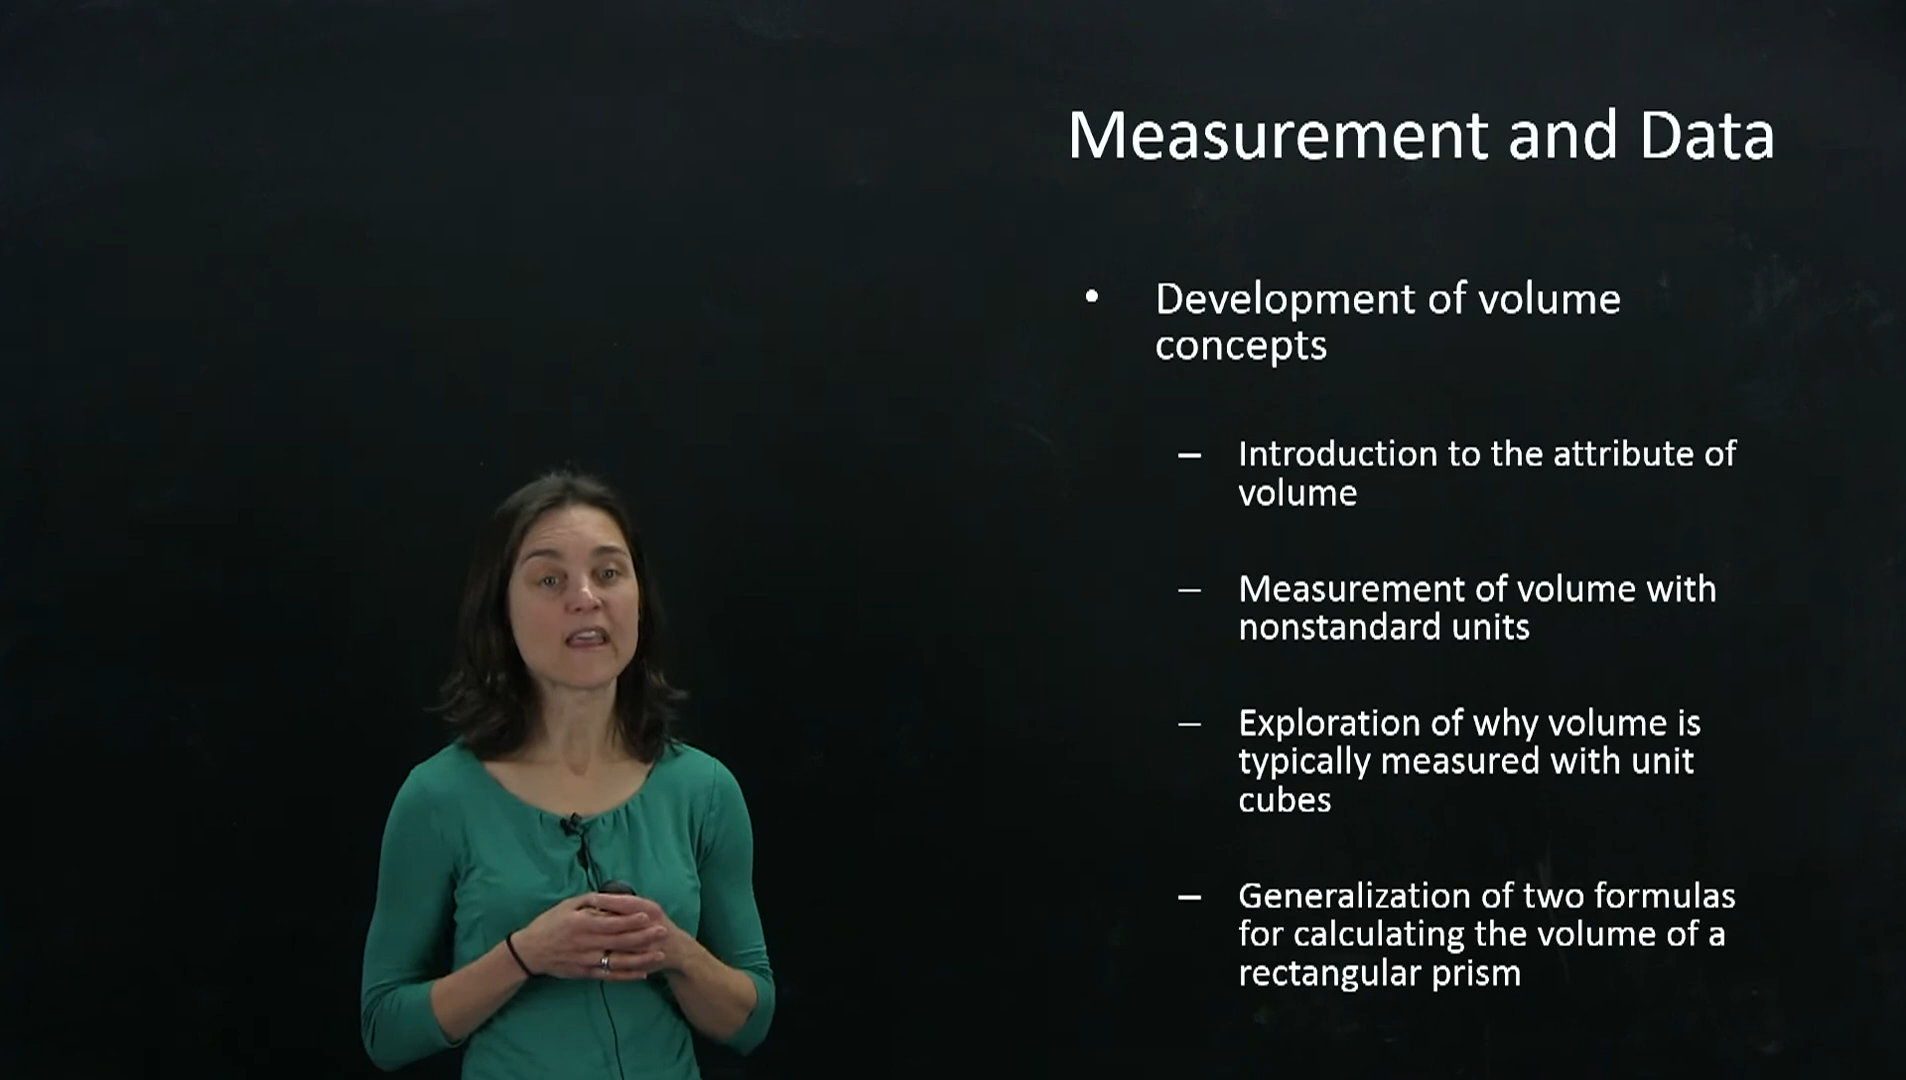 Measurement and Data
• Development of volume
concepts
– Introduction to the attribute of
volume
– Measurement of volume with
nonstandard units
– Exploration of why volume is
typically measured with unit
cubes
– Generalization of two formulas
for calculating the volume of a
rectangular prism